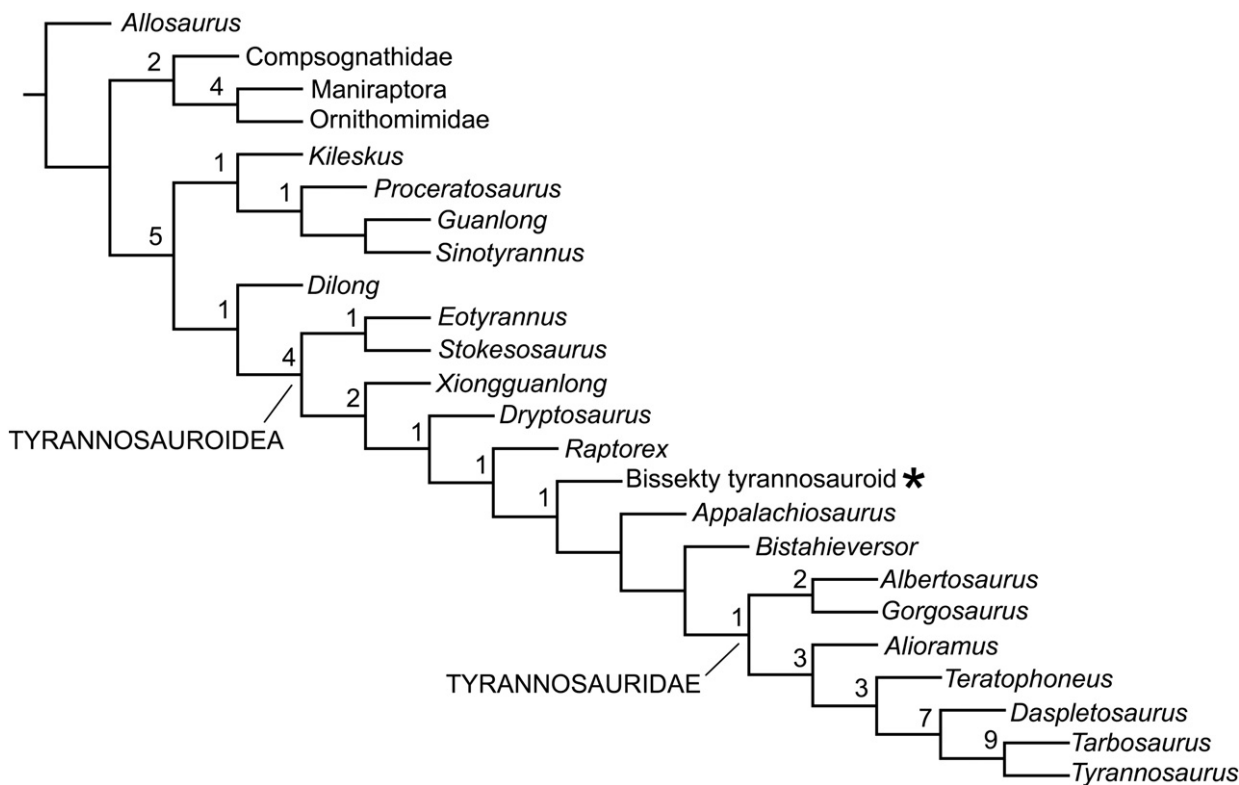 Allosaurus
2 Compsognathidae
4 Maniraptora
Ornithomimidae
1 Kileskus
1 Proceratosaurus
Guanlong
5 Sinotyrannus
1 Dilong
1 Eotyrannus
4 Stokesosaurus
2 Xiongguanlong
TYRANNOSAUROIDEA 1 Dryptosaurus
1 Raptorex
1 Bissekty tyrannosauroid *
Appalachiosaurus
Bistahieversor
2 Albertosaurus
1 Gorgosaurus
3 Alioramus
TYRANNOSAURIDAE 3 Teratophoneus
7 Daspletosaurus
9 Tarbosaurus
Tyrannosaurus